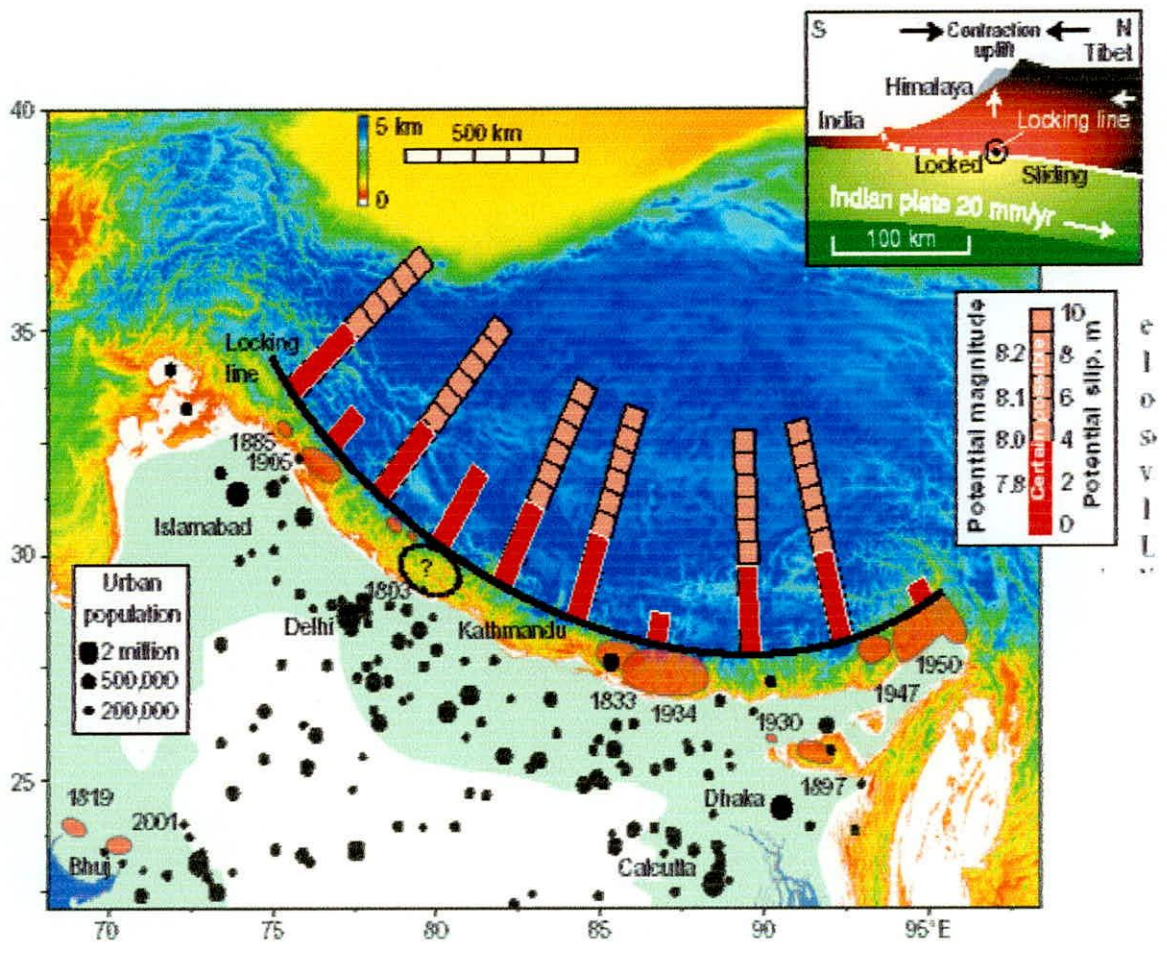 S
Contraction
N
uplift
Tibet
Himalaya
India
Locking line
Locked
Sliding
Indian plate 20 mm/yr
100 km
40
5 km
500 km
0
35
Locking
line
Potential magnitude
8.2
8.1
8.0
7.8
Certain possible
10
8
6
4
2
0
Potential slip, m
e
l
o
s
v
l
L
1885
1905
Islamabad
30
?
1803
Urban
population
2 million
500,000
200,000
Delhi
Kathmandu
1833
1934
1950
1947
1930
25
1897
Dhaka
1819
2001
Bhuj
Calcutta
70
75
80
85
90
95°E